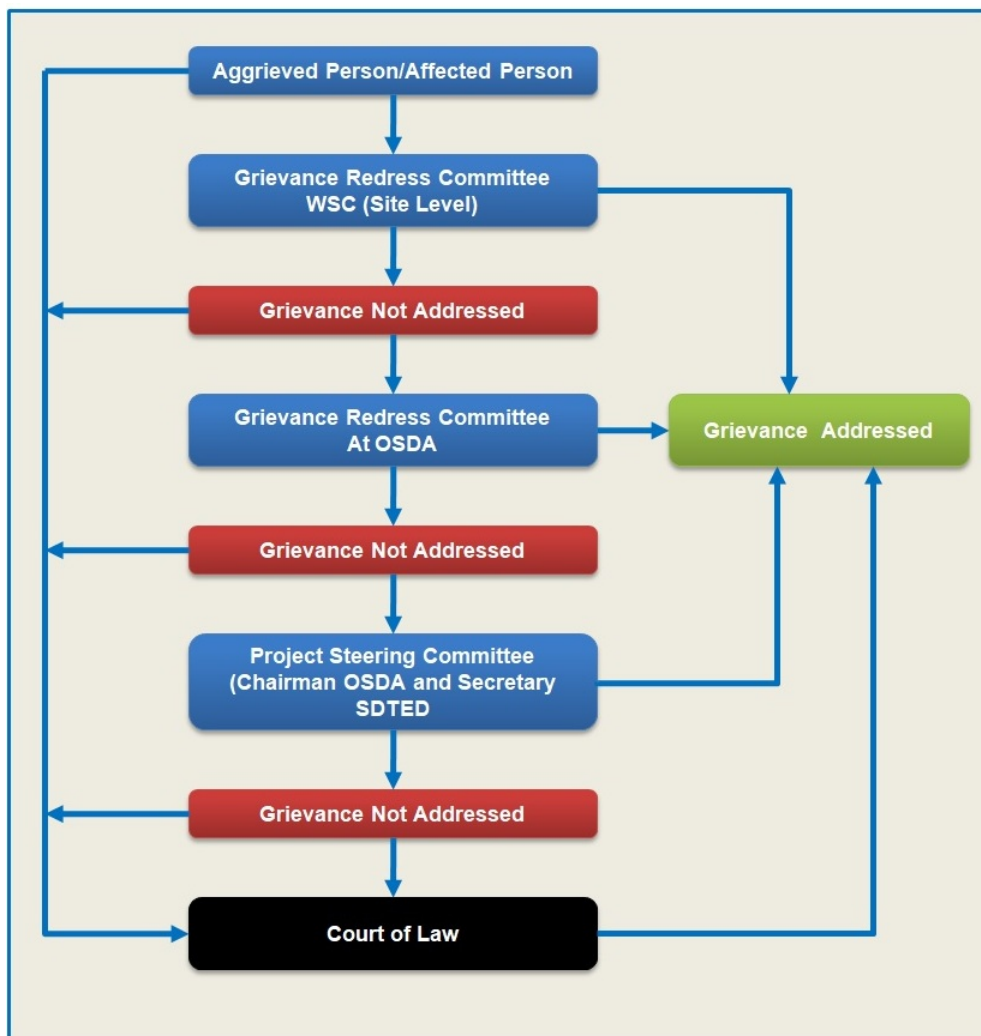 Aggrieved Person/Affected Person
Grievance Redress Committee
WSC (Site Level)
Grievance Not Addressed
Grievance Redress Committee
At OSDA
Grievance Addressed
Grievance Not Addressed
Project Steering Committee
(Chairman OSDA and Secretary
SDTED
Grievance Not Addressed
Court of Law